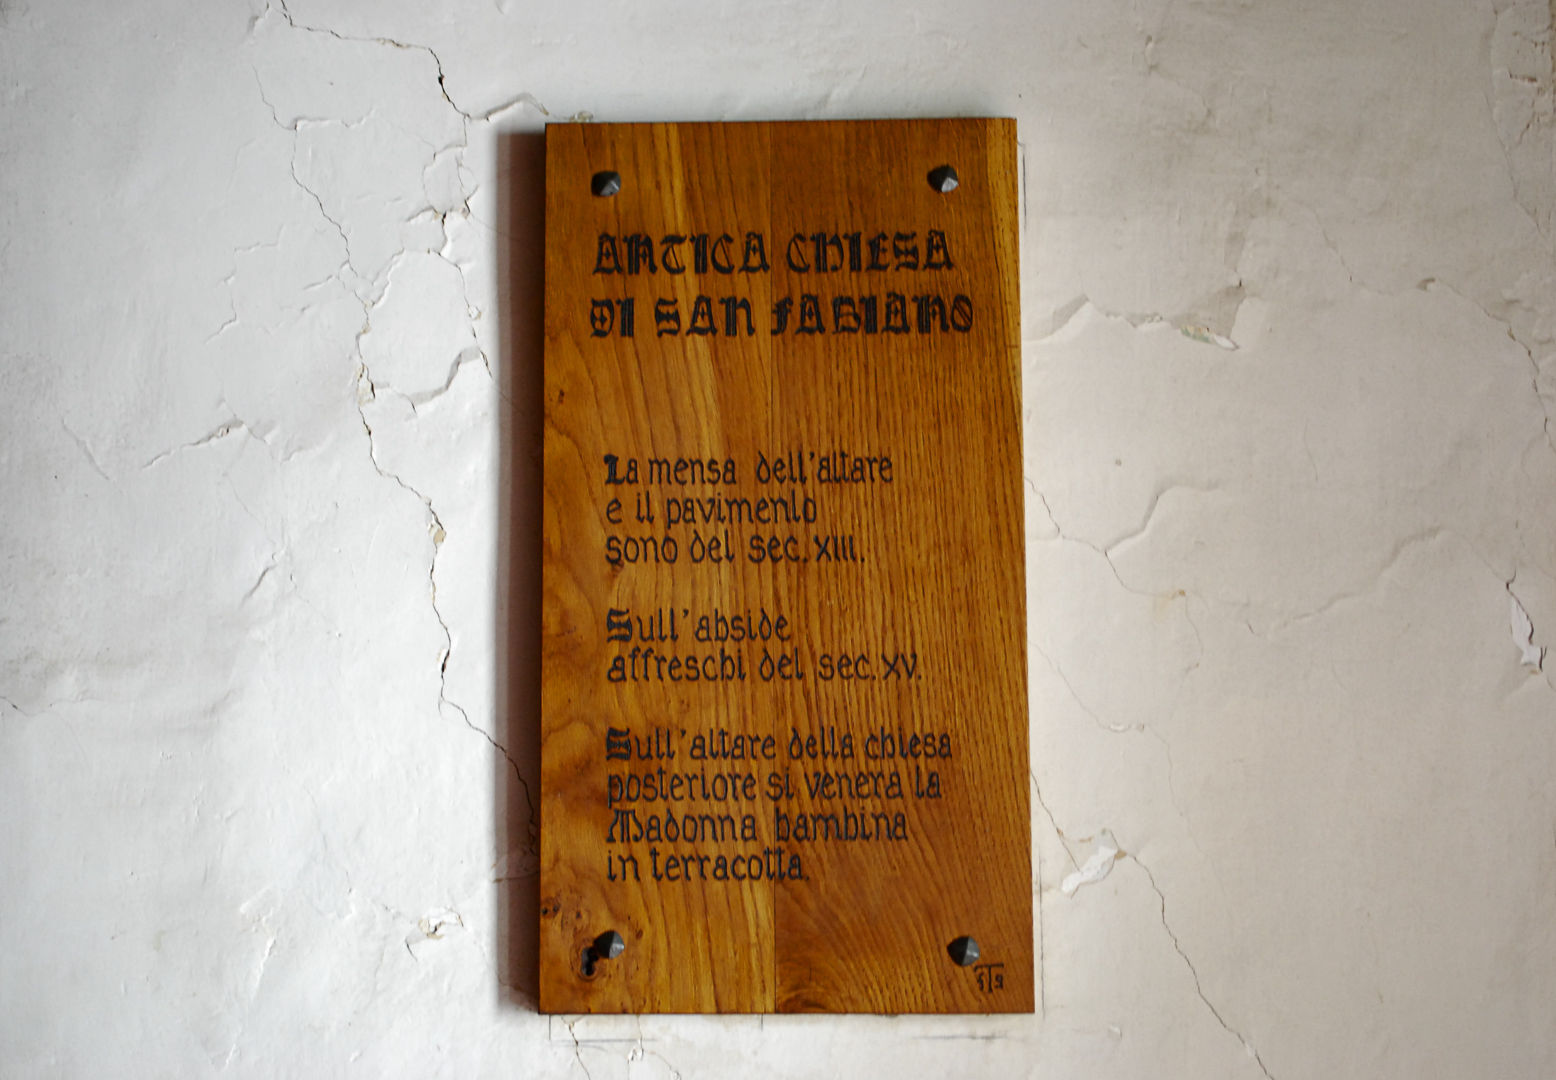 ANTICA CHIESA
DI SAN FABIANO
La mensa dell'altare
e il pavimento
sono del sec. XIII.
Sull'abside
affreschi del sec. XV.
Sull'altare della chiesa
posteriore si venera la
Madonna bambina
in terracotta.